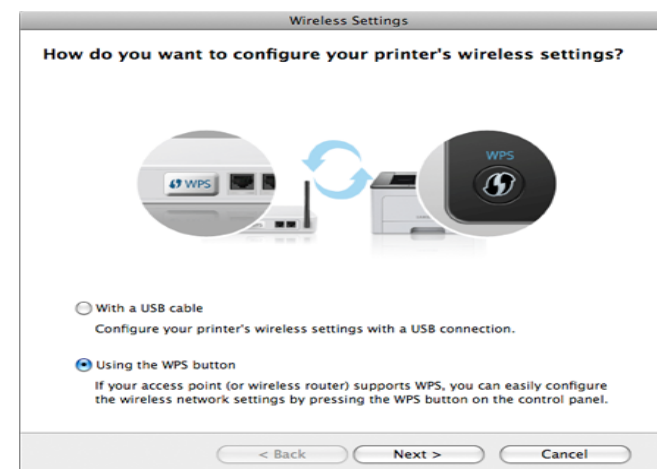 Wireless Settings
How do you want to configure your printer's wireless settings?
WPS
WPS
With a USB cable
Configure your printer's wireless settings with a USB connection.
Using the WPS button
If your access point (or wireless router) supports WPS, you can easily configure
the wireless network settings by pressing the WPS button on the control panel.
< Back
Next >
Cancel